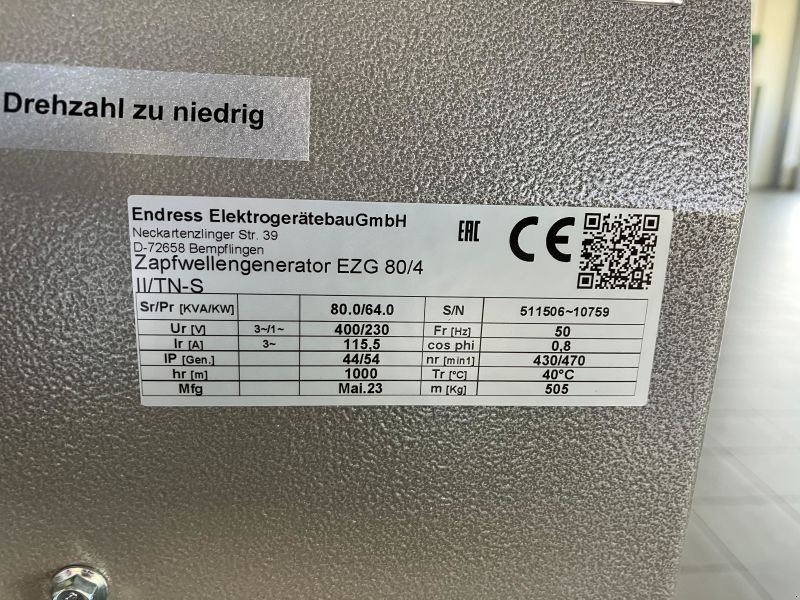 Drehzahl zu niedrig
Endress ElektrogerätebauGmbH
Neckartenzlinger Str. 39
D-72658 Bempflingen
Zapfwellengenerator EZG 80/4
II/TN-S
EAC CE
Sr/Pr [KVA/KW] 80.0/64.0 S/N 511506~10759
Ur [V] 3~/1~ 400/230 Fr [Hz] 50
Ir [A] 3~ 115,5 cos phi 0,8
IP [Gen.] 44/54 nr [min1] 430/470
hr [m] 1000 Tr [°C] 40°C
Mfg Mai.23 m [Kg] 505